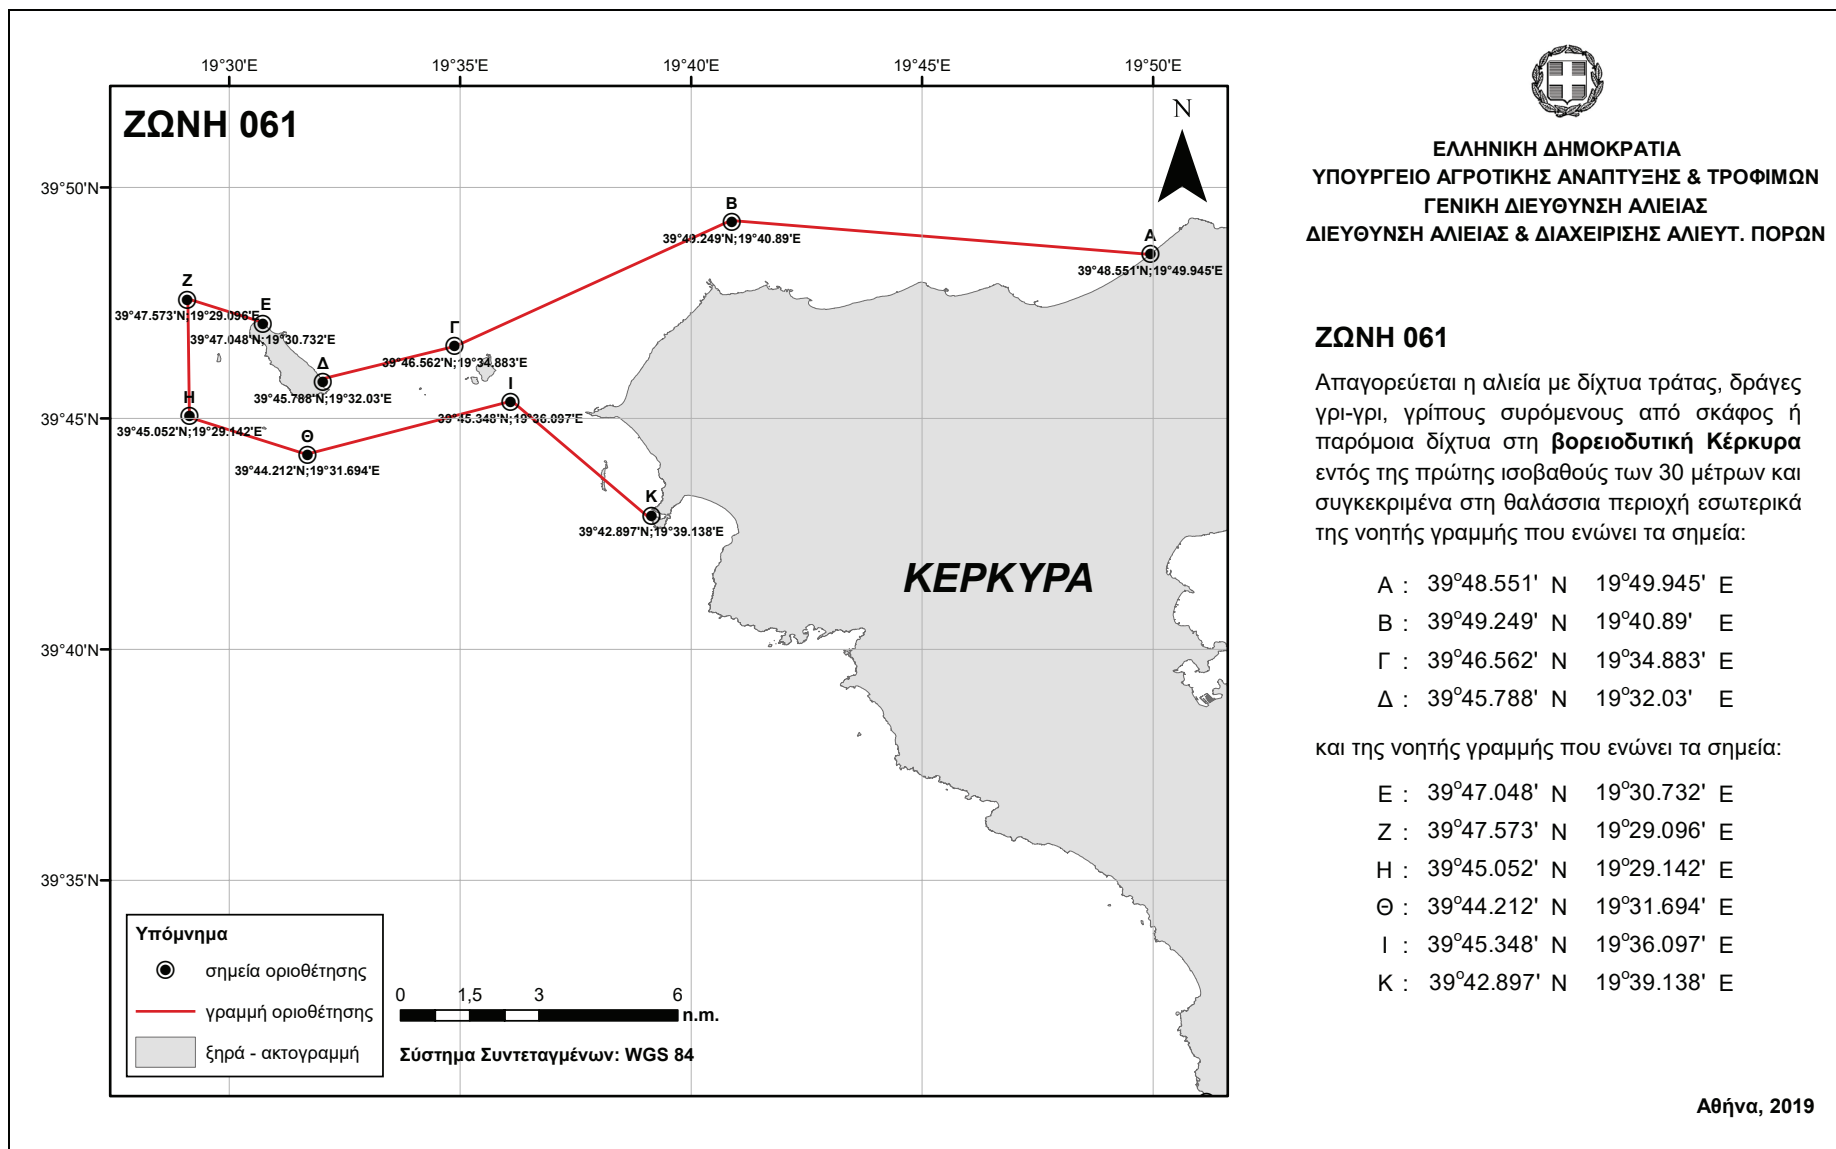 19°30'E 19°35'E 19°40'E 19°45'E 19°50'E
ΖΩΝΗ 061
N
39°50'N
39°45'N
39°40'N
39°35'N
Α
39°48.551'N;19°49.945'E
Β
39°49.249'N;19°40.89'E
Γ
39°46.562'N;19°34.883'E
Δ
39°45.788'N;19°32.03'E
Ε
39°47.048'N;19°30.732'E
Ζ
39°47.573'N;19°29.096'E
Η
39°45.052'N;19°29.142'E
Θ
39°44.212'N;19°31.694'E
Ι
39°45.348'N;19°36.097'E
Κ
39°42.897'N;19°39.138'E
ΚΕΡΚΥΡΑ
Υπόμνημα
σημεία οριοθέτησης
γραμμή οριοθέτησης
ξηρά - ακτογραμμή
0 1,5 3 6
n.m.
Σύστημα Συντεταγμένων: WGS 84
ΕΛΛΗΝΙΚΗ ΔΗΜΟΚΡΑΤΙΑ
ΥΠΟΥΡΓΕΙΟ ΑΓΡΟΤΙΚΗΣ ΑΝΑΠΤΥΞΗΣ & ΤΡΟΦΙΜΩΝ
ΓΕΝΙΚΗ ΔΙΕΥΘΥΝΣΗ ΑΛΙΕΙΑΣ
ΔΙΕΥΘΥΝΣΗ ΑΛΙΕΙΑΣ & ΔΙΑΧΕΙΡΙΣΗΣ ΑΛΙΕΥΤ. ΠΟΡΩΝ
ΖΩΝΗ 061
Απαγορεύεται η αλιεία με δίχτυα τράτας, δράγες
γρι-γρι, γρίπους συρόμενους από σκάφος ή
παρόμοια δίχτυα στη βορειοδυτική Κέρκυρα
εντός της πρώτης ισοβαθούς των 30 μέτρων και
συγκεκριμένα στη θαλάσσια περιοχή εσωτερικά
της νοητής γραμμής που ενώνει τα σημεία:
Α : 39°48.551' N 19°49.945' E
Β : 39°49.249' N 19°40.89' E
Γ : 39°46.562' N 19°34.883' E
Δ : 39°45.788' N 19°32.03' E
και της νοητής γραμμής που ενώνει τα σημεία:
Ε : 39°47.048' N 19°30.732' E
Ζ : 39°47.573' N 19°29.096' E
Η : 39°45.052' N 19°29.142' E
Θ : 39°44.212' N 19°31.694' E
Ι : 39°45.348' N 19°36.097' E
Κ : 39°42.897' N 19°39.138' E
Αθήνα, 2019